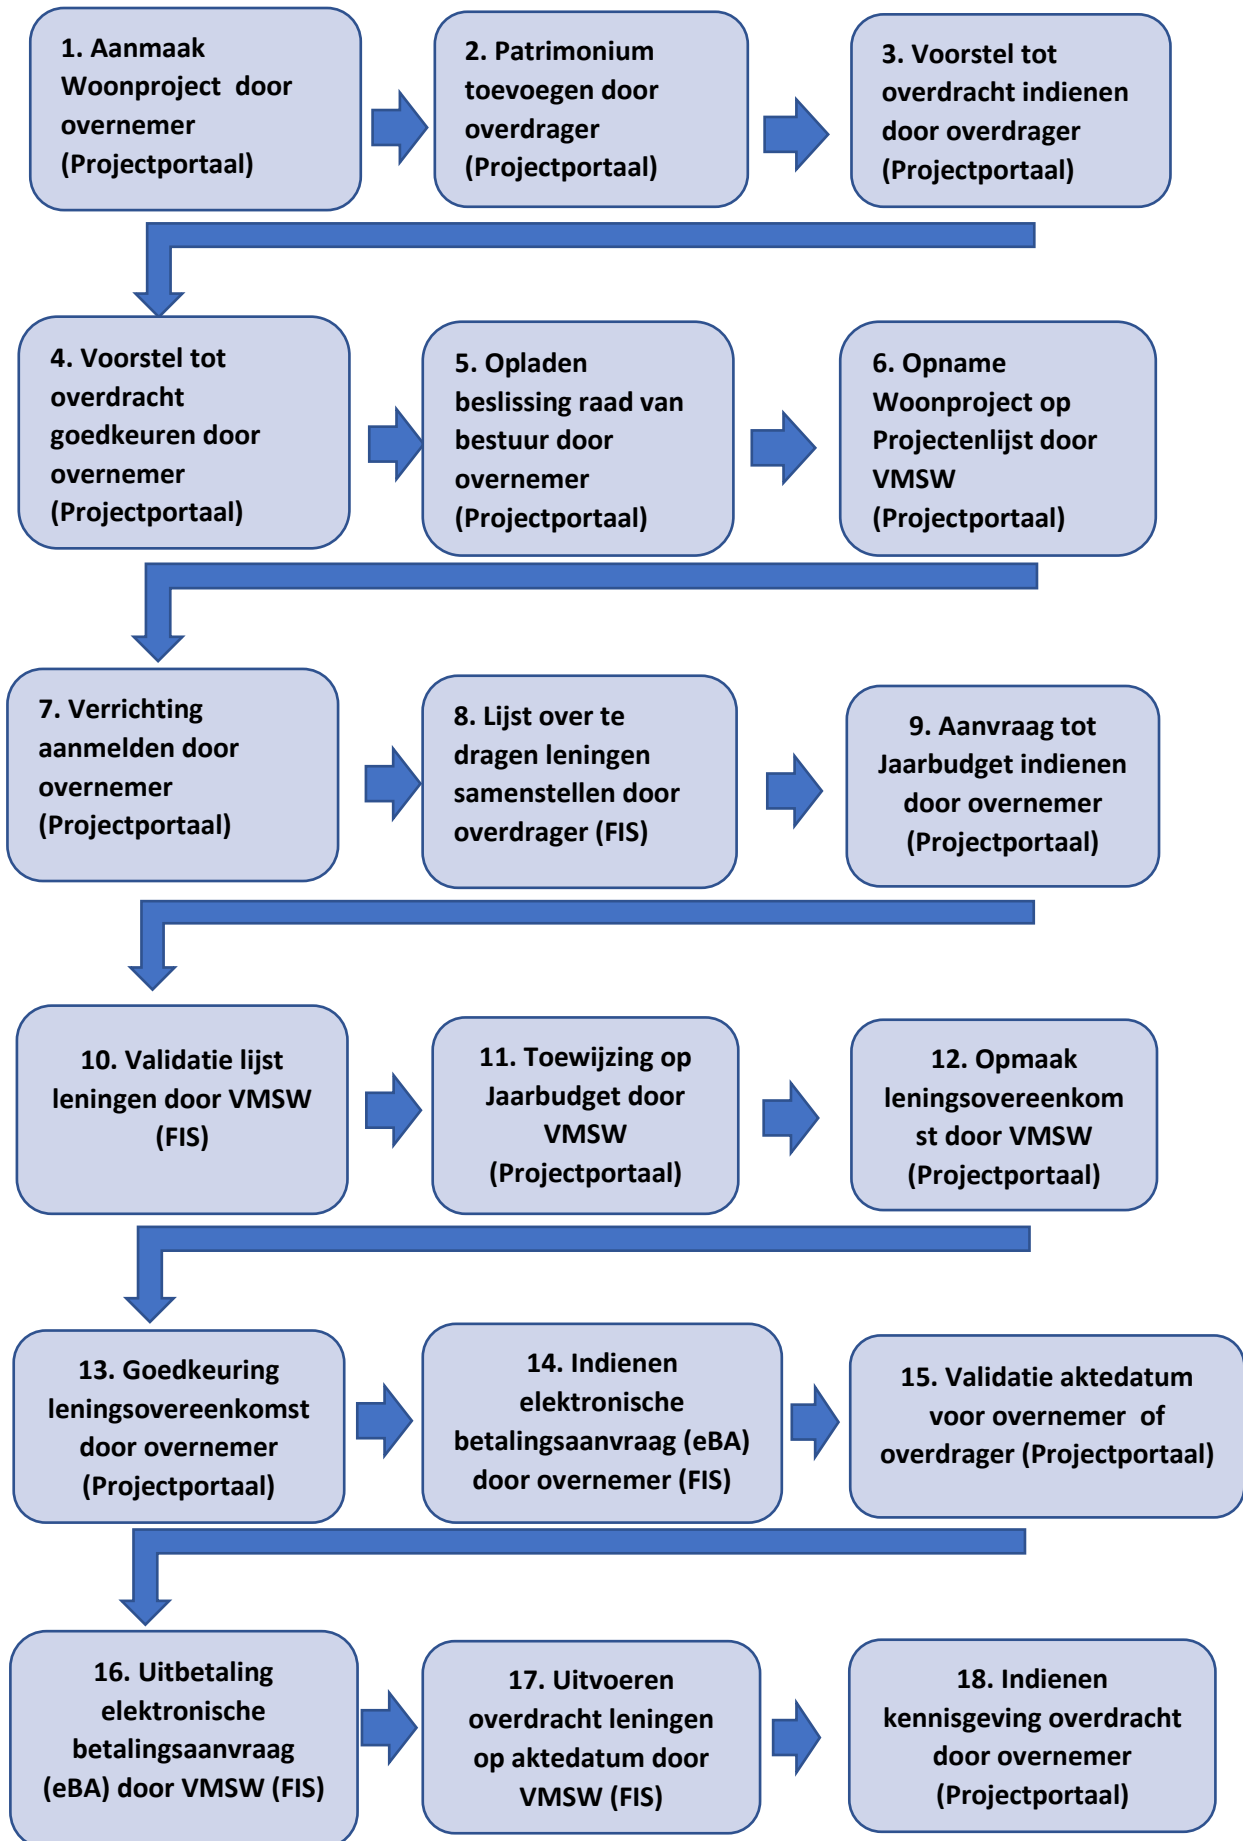 1. Aanmaak
Woonproject door
overnemer
(Projectportaal)
2. Patrimonium
toevoegen door
overdrager
(Projectportaal)
3. Voorstel tot
overdracht indienen
door overdrager
(Projectportaal)
4. Voorstel tot
overdracht
goedkeuren door
overnemer
(Projectportaal)
5. Opladen
beslissing raad van
bestuur door
overnemer
(Projectportaal)
6. Opname
Woonproject op
Projectenlijst door
VMSW
(Projectportaal)
7. Verrichting
aanmelden door
overnemer
(Projectportaal)
8. Lijst over te
dragen leningen
samenstellen door
overdrager (FIS)
9. Aanvraag tot
Jaarbudget indienen
door overnemer
(Projectportaal)
10. Validatie lijst
leningen door VMSW
(FIS)
11. Toewijzing op
Jaarbudget door
VMSW
(Projectportaal)
12. Opmaak
leningsovereenkom
st door VMSW
(Projectportaal)
13. Goedkeuring
leningsovereenkomst
door overnemer
(Projectportaal)
14. Indienen
elektronische
betalingsaanvraag (eBA)
door overnemer (FIS)
15. Validatie aktedatum
voor overnemer of
overdrager (Projectportaal)
16. Uitbetaling
elektronische
betalingsaanvraag
(eBA) door VMSW (FIS)
17. Uitvoeren
overdracht leningen
op aktedatum door
VMSW (FIS)
18. Indienen
kennisgeving overdracht
door overnemer
(Projectportaal)